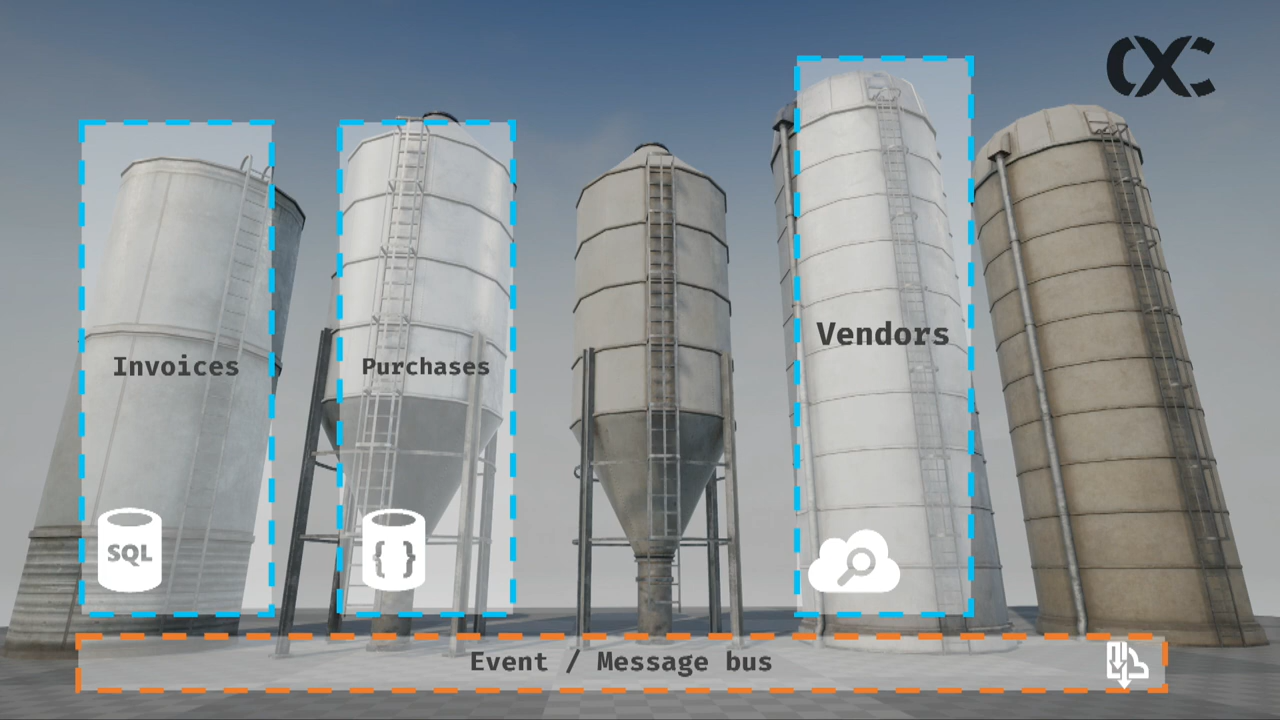 Invoices
Purchases
Vendors
SQL
{ }
Event / Message bus